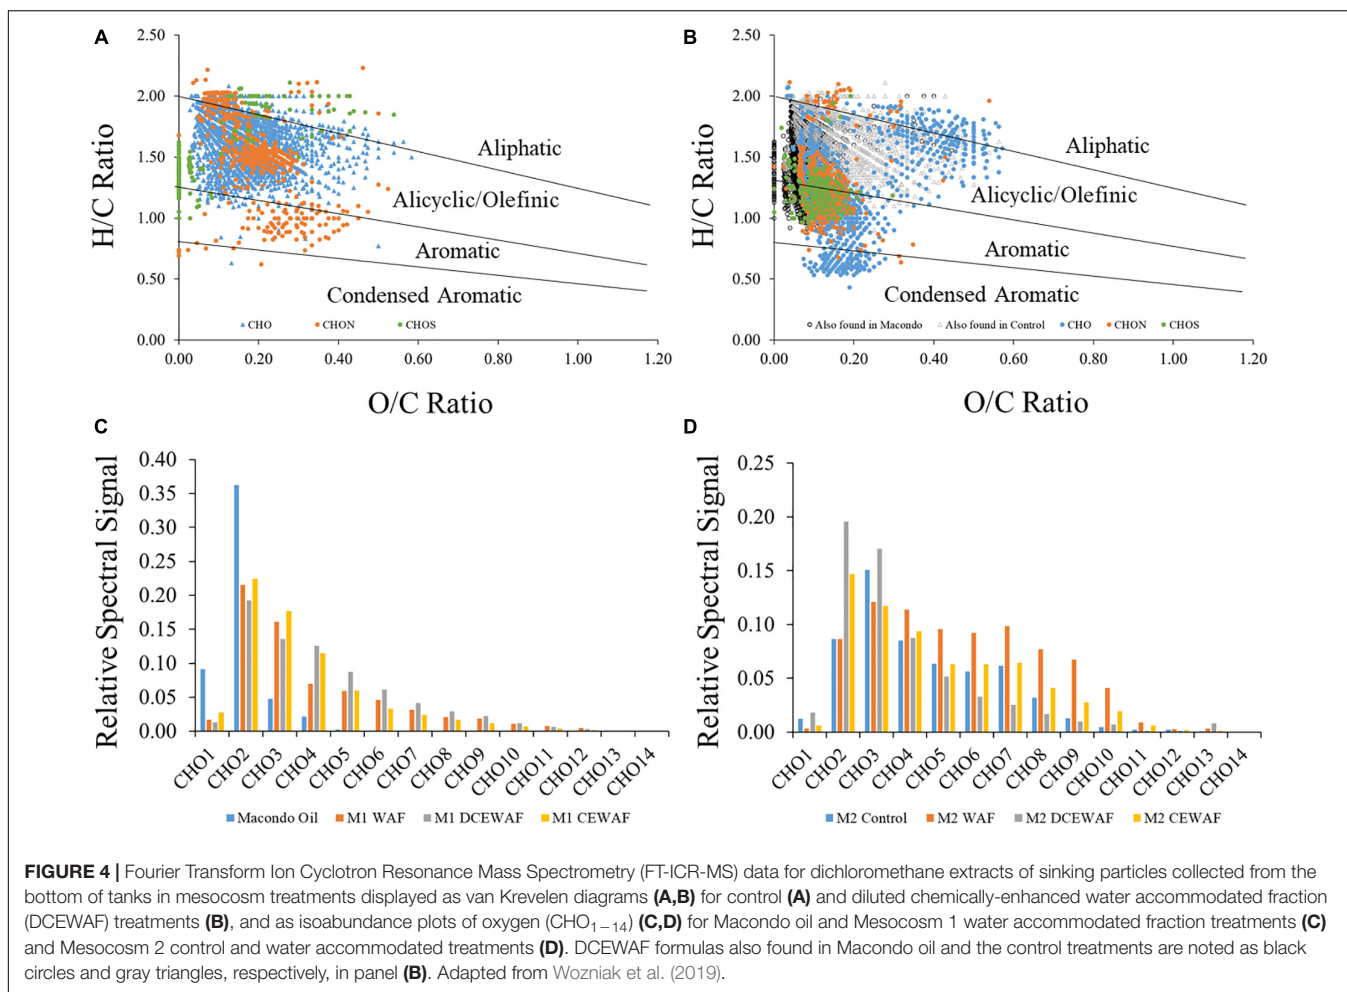 A
2.50
2.00
1.50
1.00
0.50
0.00
H/C Ratio
Aliphatic
Alicyclic/Olefinic
Aromatic
Condensed Aromatic
CHO CHON CHOS
0.00 0.20 0.40 0.60 0.80 1.00 1.20
O/C Ratio
B
2.50
2.00
1.50
1.00
0.50
0.00
H/C Ratio
Aliphatic
Alicyclic/Olefinic
Aromatic
Condensed Aromatic
Also found in Macondo Also found in Control CHO CHON CHOS
0.00 0.20 0.40 0.60 0.80 1.00 1.20
O/C Ratio
C
0.40
0.35
0.30
0.25
0.20
0.15
0.10
0.05
0.00
Relative Spectral Signal
CHO1 CHO2 CHO3 CHO4 CHO5 CHO6 CHO7 CHO8 CHO9 CHO10 CHO11 CHO12 CHO13 CHO14
Macondo Oil M1 WAF M1 DCEWAF M1 CEWAF
D
0.25
0.20
0.15
0.10
0.05
0.00
Relative Spectral Signal
CHO1 CHO2 CHO3 CHO4 CHO5 CHO6 CHO7 CHO8 CHO9 CHO10 CHO11 CHO12 CHO13 CHO14
M2 Control M2 WAF M2 DCEWAF M2 CEWAF
FIGURE 4 | Fourier Transform Ion Cyclotron Resonance Mass Spectrometry (FT-ICR-MS) data for dichloromethane extracts of sinking particles collected from the
bottom of tanks in mesocosm treatments displayed as van Krevelen diagrams (A,B) for control (A) and diluted chemically-enhanced water accommodated fraction
(DCEWAF) treatments (B), and as isoabundance plots of oxygen (CHO1−14) (C,D) for Macondo oil and Mesocosm 1 water accommodated fraction treatments (C)
and Mesocosm 2 control and water accommodated treatments (D). DCEWAF formulas also found in Macondo oil and the control treatments are noted as black
circles and gray triangles, respectively, in panel (B). Adapted from Wozniak et al. (2019).